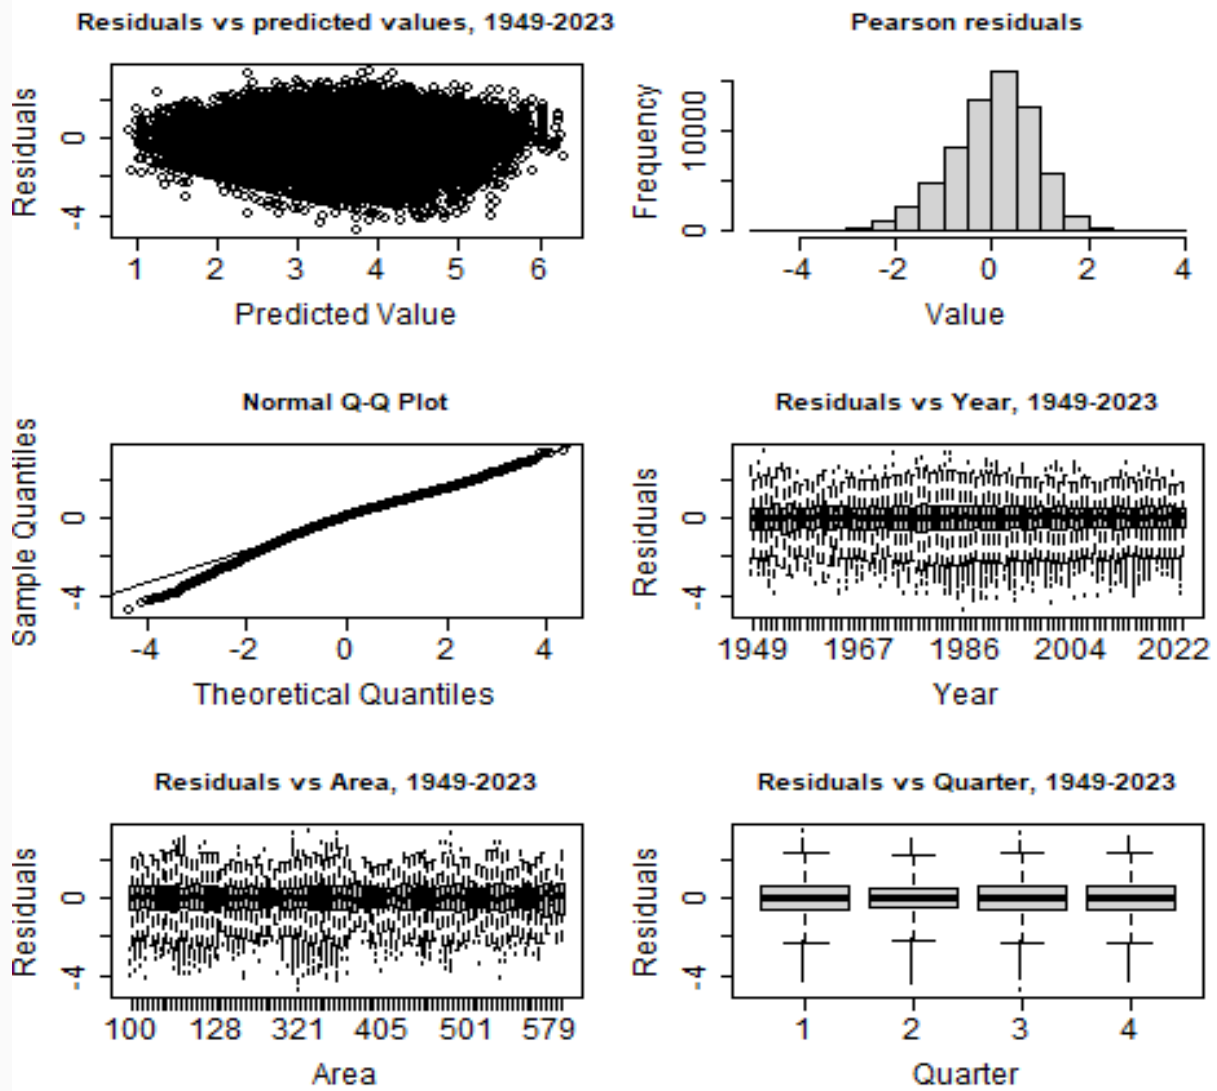 Residuals vs predicted values, 1949-2023
Residuals
0
-4
1 2 3 4 5 6
Predicted Value
Pearson residuals
Frequency
10000
0
-4 -2 0 2 4
Value
Normal Q-Q Plot
Sample Quantiles
0
-4
-4 -2 0 2 4
Theoretical Quantiles
Residuals vs Year, 1949-2023
Residuals
0
-4
1949 1967 1986 2004 2022
Year
Residuals vs Area, 1949-2023
Residuals
0
-4
100 128 321 405 501 579
Area
Residuals vs Quarter, 1949-2023
Residuals
0
-4
1 2 3 4
Quarter